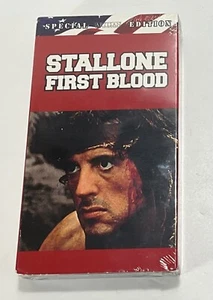 SPECIAL EDITION
STALLONE
FIRST BLOOD